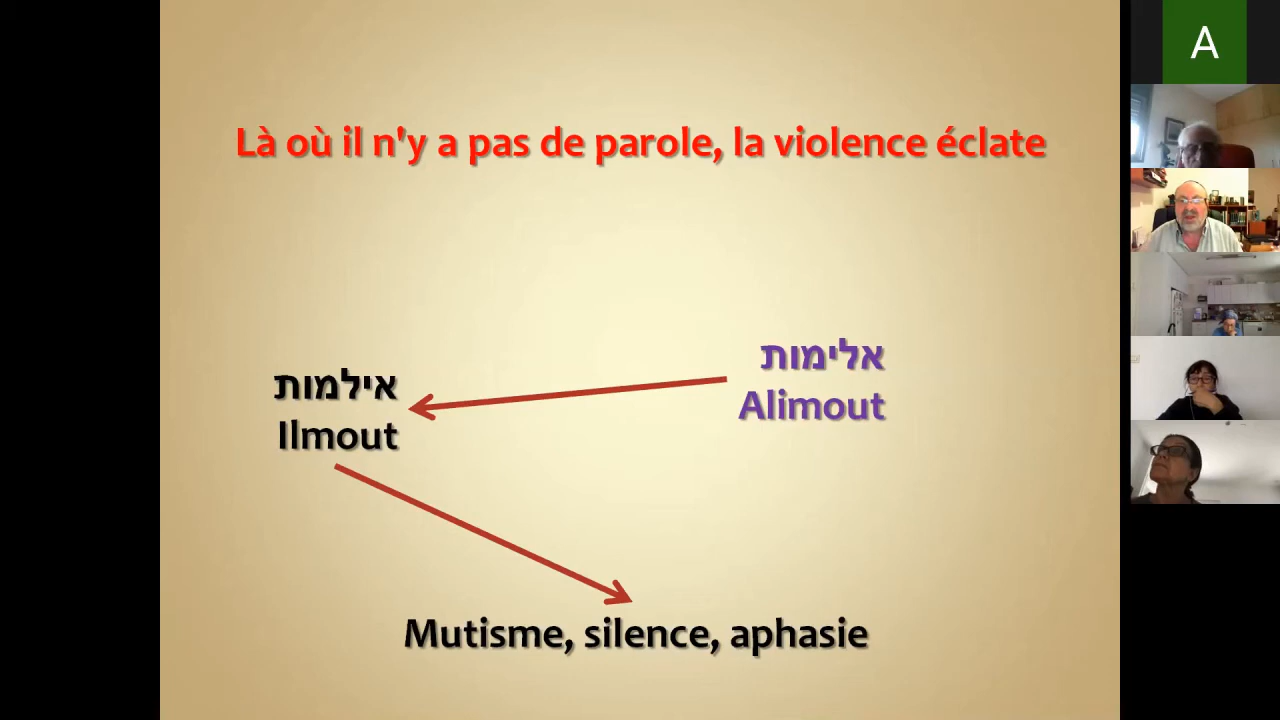 Là où il n'y a pas de parole, la violence éclate
אלימות
Alimout
אילמות
Ilmout
Mutisme, silence, aphasie
A